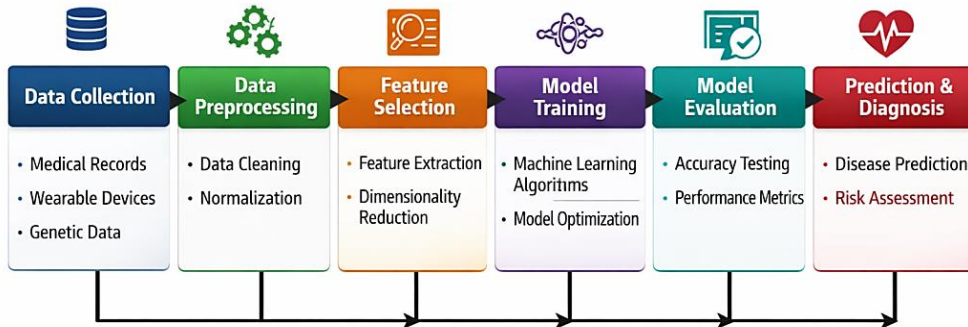 Data Collection
• Medical Records
• Wearable Devices
• Genetic Data
Data
Preprocessing
• Data Cleaning
• Normalization
Feature
Selection
• Feature Extraction
• Dimensionality
Reduction
Model
Training
• Machine Learning
Algorithms
• Model Optimization
Model
Evaluation
• Accuracy Testing
• Performance Metrics
Prediction &
Diagnosis
• Disease Prediction
• Risk Assessment